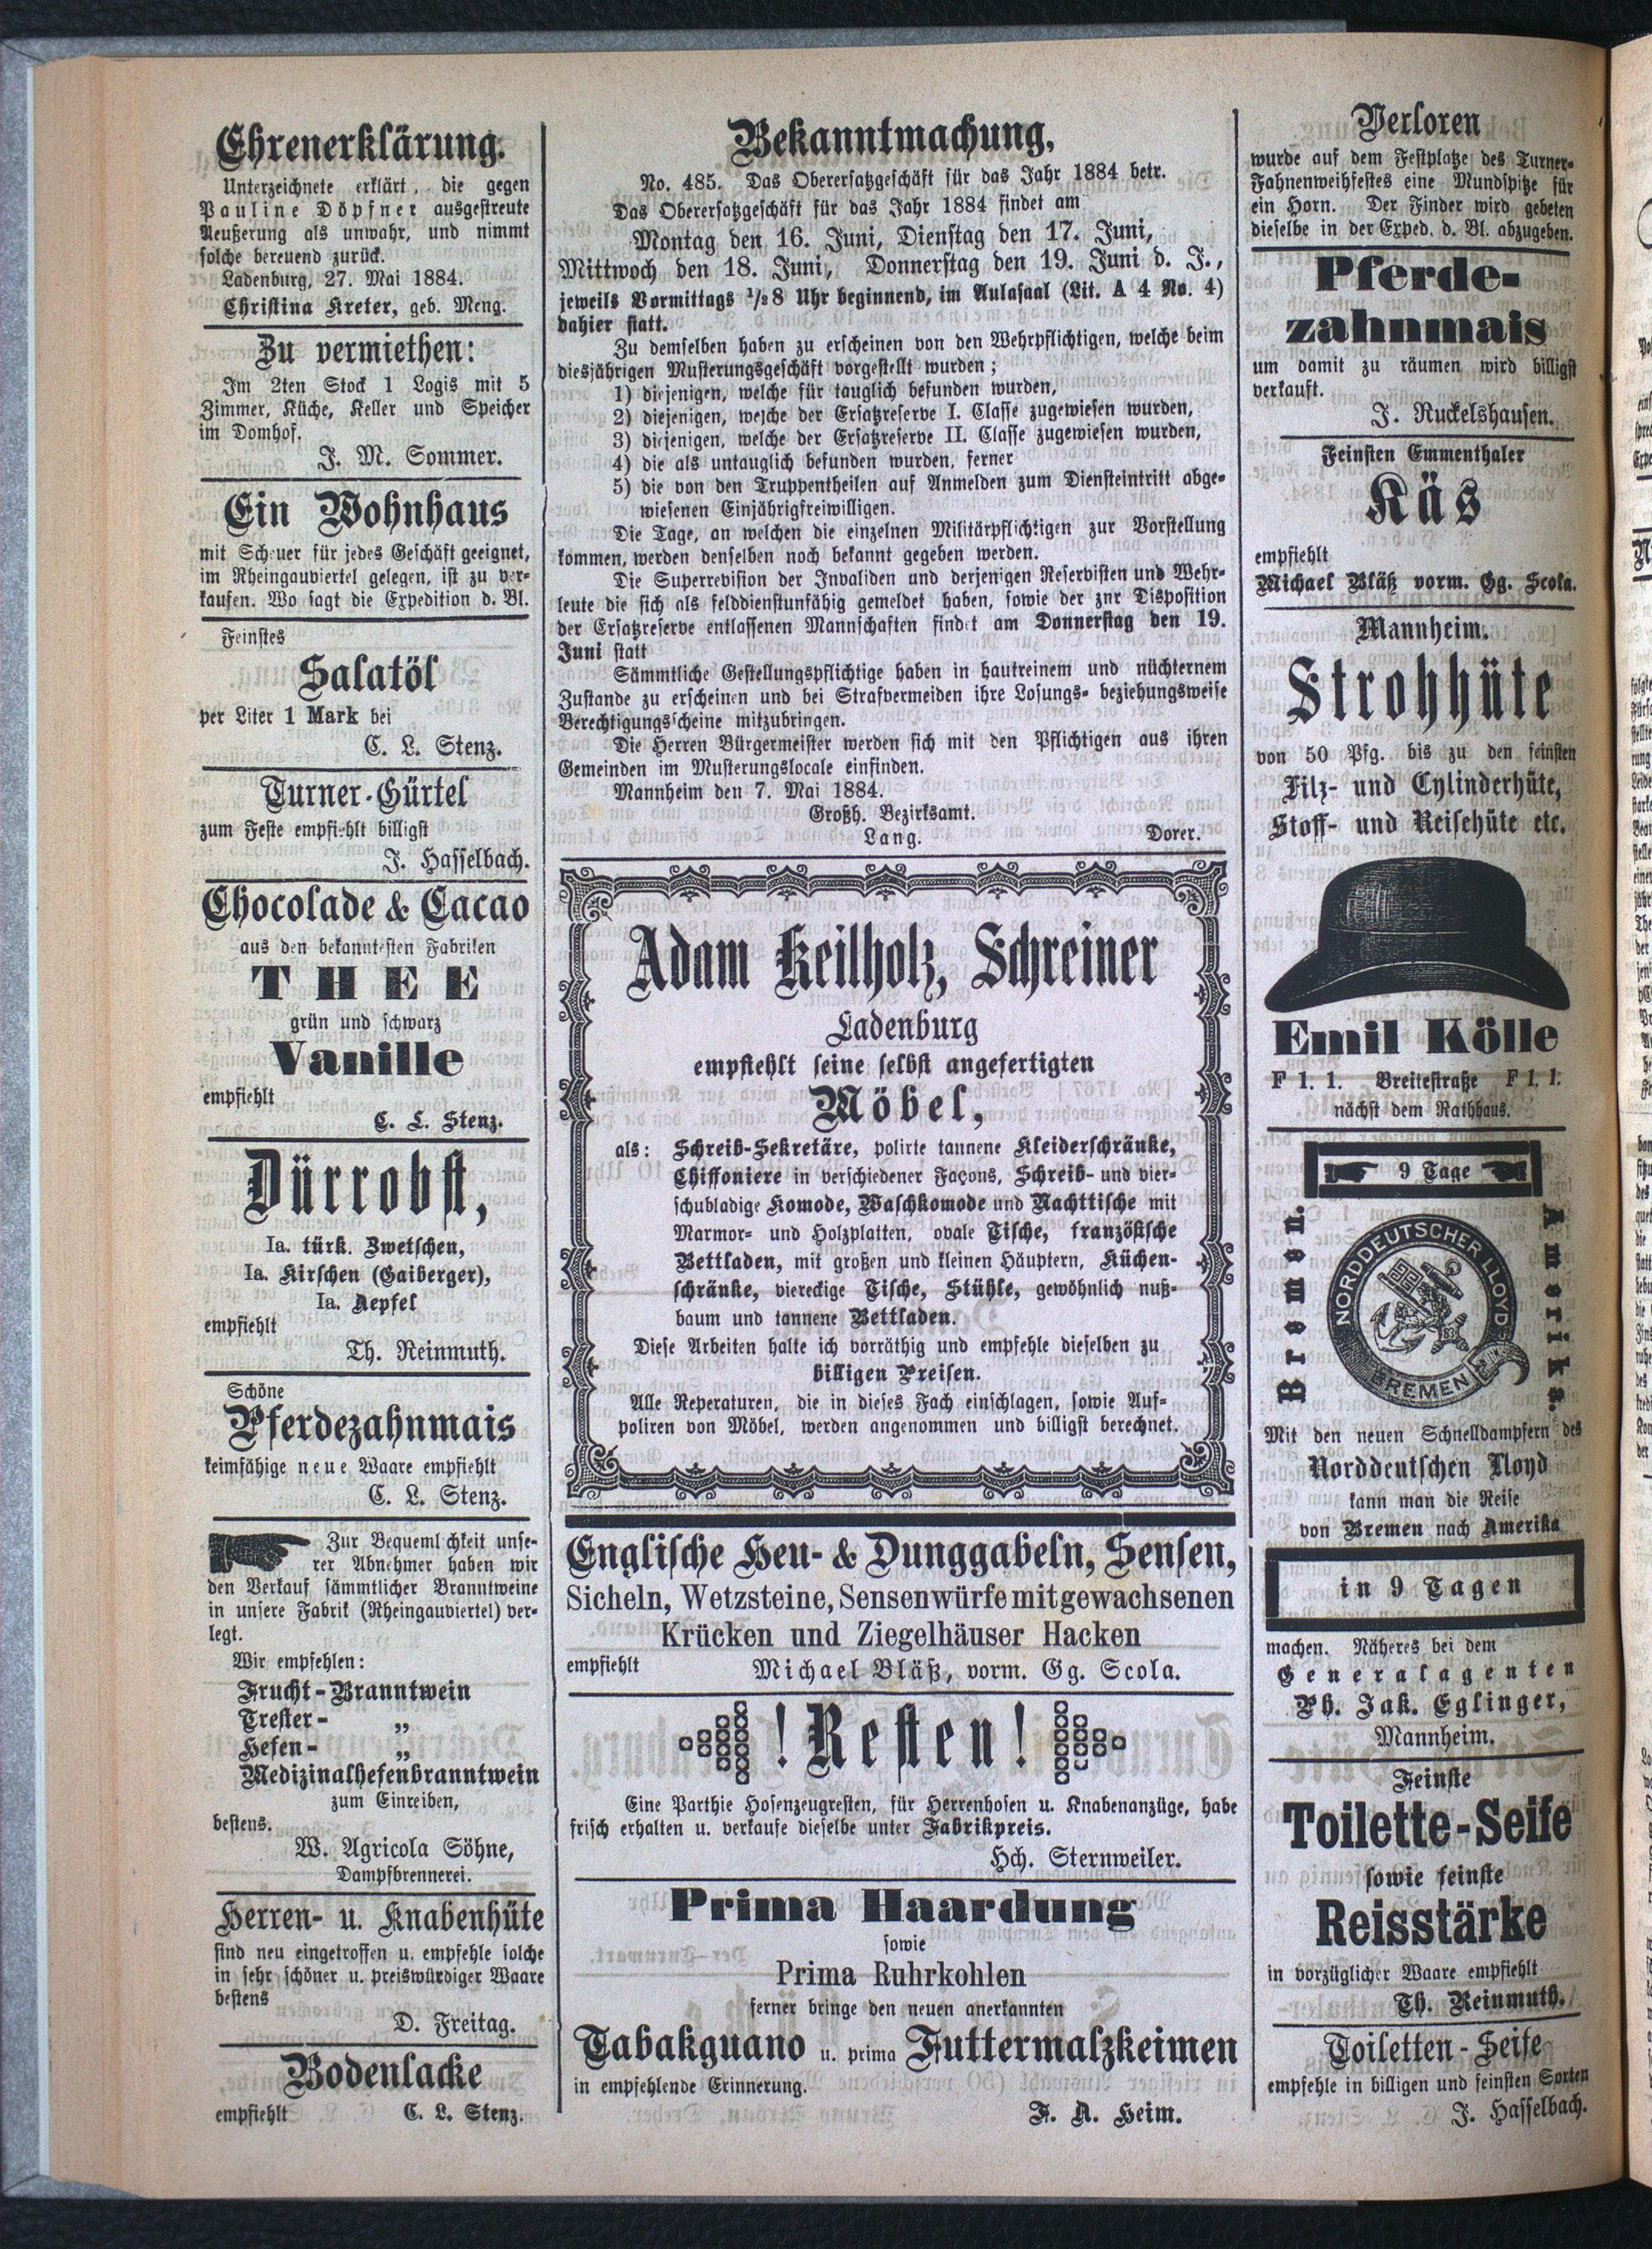 Ehrenerklärung.
Unterzeichnete erklärt, die gegen
Pauline Döpfner ausgestreute
Aeußerung als unwahr, und nimmt
solche bereuend zurück.
Ladenburg, 27. Mai 1884.
Christina Kreter, geb. Meng.
Zu vermiethen:
Im 2ten Stock 1 Logis mit 5
Zimmer, Küche, Keller und Speicher
im Domhof.
J. M. Sommer.
Ein Wohnhaus
mit Scheuer für jedes Geschäft geeignet,
im Rheingauviertel gelegen, ist zu ver-
kaufen. Wo sagt die Expedition d. Bl.
Feinstes
Salatöl
per Liter 1 Mark bei
C. L. Stenz.
Turner-Gürtel
zum Feste empfiehlt billigst
J. Hasselbach.
Chocolade & Cacao
aus den bekanntesten Fabriken
THEE
grün und schwarz
Vanille
empfiehlt
C. L. Stenz.
Dürrobst,
Ia. türk. Zwetschen,
Ia. Kirschen (Gaiberger),
Ia. Aepfel
empfiehlt
Th. Reinmuth.
Schöne
Pferdezahnmais
keimfähige neue Waare empfiehlt
C. L. Stenz.
Zur Bequemlichkeit unse-
rer Abnehmer haben wir
den Verkauf sämmtlicher Branntweine
in unsere Fabrik (Rheingauviertel) ver-
legt.
Wir empfehlen:
Frucht-Branntwein
Trester- „
Hefen- „
Medizinalhefenbranntwein
zum Einreiben,
bestens.
W. Agricola Söhne,
Dampfbrennerei.
Herren- u. Knabenhüte
sind neu eingetroffen u. empfehle solche
in sehr schöner u. preiswürdiger Waare
bestens
D. Freitag.
Bodenlacke
empfiehlt C. L. Stenz.
Bekanntmachung,
No. 485. Das Oberersatzgeschäft für das Jahr 1884 betr.
Das Oberersatzgeschäft für das Jahr 1884 findet am
Montag den 16. Juni, Dienstag den 17. Juni,
Mittwoch den 18. Juni, Donnerstag den 19. Juni d. J.,
jeweils Vormittags 1/2 8 Uhr beginnend, im Aulasaal (Lit. A 4 No. 4)
dahier statt.
Zu demselben haben zu erscheinen von den Wehrpflichtigen, welche beim
diesjährigen Musterungsgeschäft vorgestellt wurden;
1) diejenigen, welche für tauglich befunden wurden,
2) diejenigen, welche der Ersatzreserve I. Classe zugewiesen wurden,
3) diejenigen, welche der Ersatzreserve II. Classe zugewiesen wurden,
4) die als untauglich befunden wurden, ferner
5) die von den Truppentheilen auf Anmelden zum Diensteintritt abge-
wiesenen Einjährigfreiwilligen.
Die Tage, an welchen die einzelnen Militärpflichtigen zur Vorstellung
kommen, werden denselben noch bekannt gegeben werden.
Die Superrevision der Invaliden und derjenigen Reservisten und Wehr-
leute die sich als felddienstunfähig gemeldet haben, sowie der znr Disposition
der Ersatzreserve entlassenen Mannschaften findet am Donnerstag den 19.
Juni statt
Sämmtliche Gestellungspflichtige haben in hautreinem und nüchternem
Zustande zu erscheinen und bei Strafvermeiden ihre Losungs- beziehungsweise
Berechtigungsscheine mitzubringen.
Die Herren Bürgermeister werden sich mit den Pflichtigen aus ihren
Gemeinden im Musterungslocale einfinden.
Mannheim den 7. Mai 1884.
Großh. Bezirksamt.
Lang. Dorer.
Adam Keilholz, Schreiner
Ladenburg
empfiehlt seine selbst angefertigten
Möbel,
als: Schreib-Sekretäre, polirte tannene Kleiderschränke,
Chiffoniere in verschiedener Façons, Schreib- und vier-
schubladige Komode, Waschkomode und Nachttische mit
Marmor- und Holzplatten, ovale Tische, französische
Bettladen, mit großen und kleinen Häuptern, Küchen-
schränke, viereckige Tische, Stühle, gewöhnlich nuß-
baum und tannene Bettladen.
Diese Arbeiten halte ich vorräthig und empfehle dieselben zu
billigen Preisen.
Alle Reperaturen, die in dieses Fach einschlagen, sowie Auf-
poliren von Möbel, werden angenommen und billigst berechnet.
Englische Heu- & Dunggabeln, Sensen,
Sicheln, Wetzsteine, Sensenwürfe mit gewachsenen
Krücken und Ziegelhäuser Hacken
empfiehlt Michael Bläß, vorm. Gg. Scola.
! Resten !
Eine Parthie Hosenzeugresten, für Herrenhosen u. Knabenanzüge, habe
frisch erhalten u. verkaufe dieselbe unter Fabrikpreis.
Hch. Sternweiler.
Prima Haardung
sowie
Prima Ruhrkohlen
ferner bringe den neuen anerkannten
Tabakguano u. prima Futtermalzkeimen
in empfehlende Erinnerung.
F. A. Heim.
Verloren
wurde auf dem Festplatze des Turner-
Fahnenweihfestes eine Mundspitze für
ein Horn. Der Finder wird gebeten
dieselbe in der Exped. d. Bl. abzugeben.
Pferde-
zahnmais
um damit zu räumen wird billigst
verkauft.
J. Ruckelshausen.
Feinsten Emmenthaler
Käs
empfiehlt
Michael Bläß vorm. Gg. Scola.
Mannheim.
Strohhüte
von 50 Pfg. bis zu den feinsten
Filz- und Cylinderhüte,
Stoff- und Reisehüte etc.
Emil Kölle
F 1. 1. Breitestraße F 1. 1.
nächst dem Rathhaus.
9 Tage
Bremen.
NORDDEUTSCHER LLOYD
BREMEN
Amerika.
Mit den neuen Schnelldampfern des
Norddeutschen Lloyd
kann man die Reise
von Bremen nach Amerika
in 9 Tagen
machen. Näheres bei dem
Generalagenten
Ph. Jak. Eglinger,
Mannheim.
Feinste
Toilette-Seife
sowie feinste
Reisstärke
in vorzüglicher Waare empfiehlt
Th. Reinmuth.
Toiletten-Seife
empfehle in billigen und feinsten Sorten
J. Hasselbach.